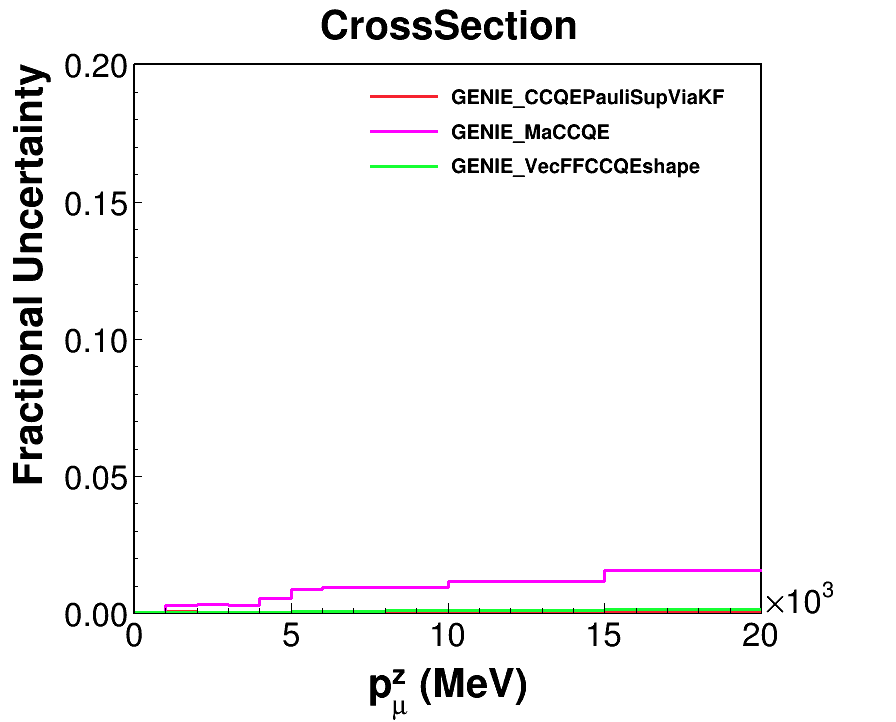 CrossSection
Fractional Uncertainty
0.20
0.15
0.10
0.05
0.00
GENIE_CCQEPauliSupViaKF
GENIE_MaCCQE
GENIE_VecFFCCQEshape
0 5 10 15 20
×10³
p_μ^z (MeV)